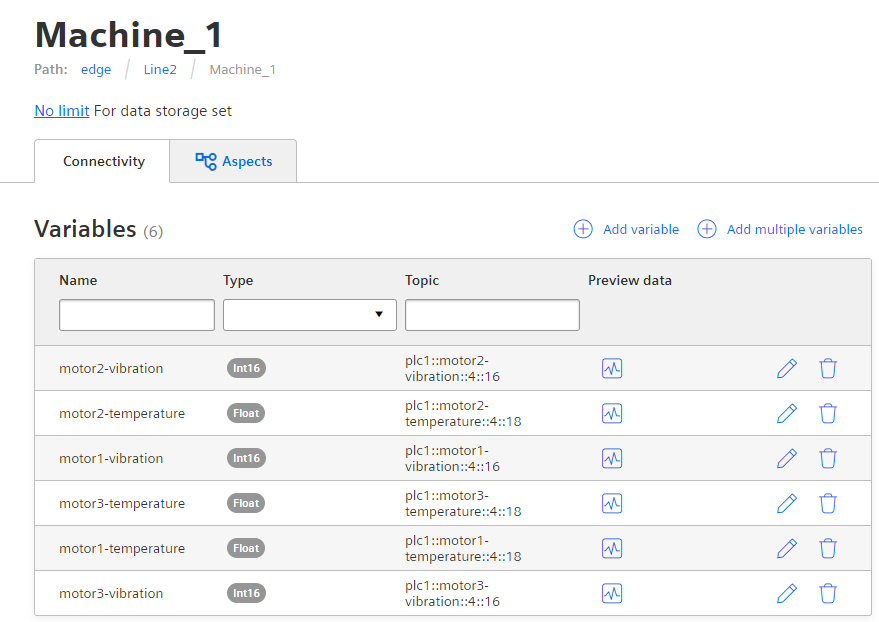 Machine_1
Path: edge / Line2 / Machine_1
No limit For data storage set
Connectivity Aspects
Variables (6) Add variable Add multiple variables
Name Type Topic Preview data
motor2-vibration Int16 plc1::motor2-
vibration::4::16
motor2-temperature Float plc1::motor2-
temperature::4::18
motor1-vibration Int16 plc1::motor1-
vibration::4::16
motor3-temperature Float plc1::motor3-
temperature::4::18
motor1-temperature Float plc1::motor1-
temperature::4::18
motor3-vibration Int16 plc1::motor3-
vibration::4::16